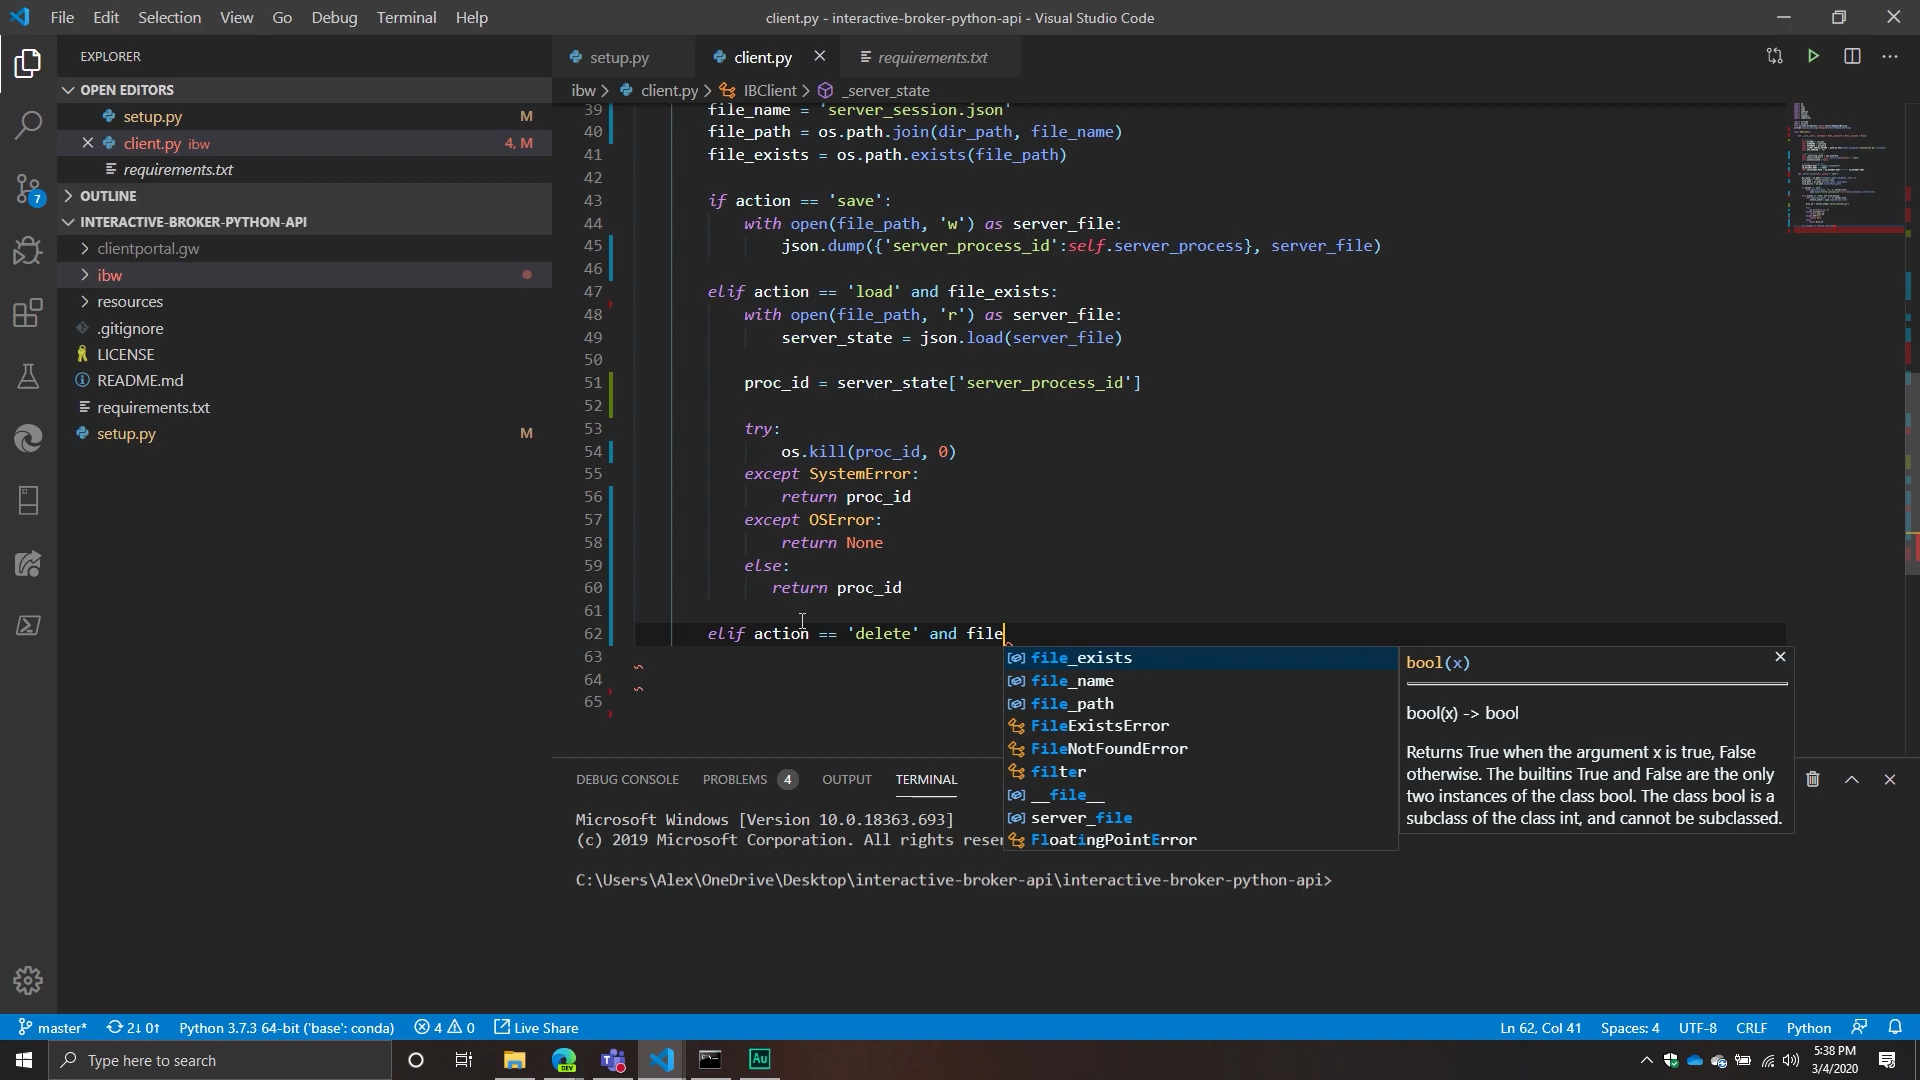 File Edit Selection View Go Debug Terminal Help
client.py - interactive-broker-python-api - Visual Studio Code
EXPLORER
OPEN EDITORS
setup.py M
client.py ibw 4, M
requirements.txt
OUTLINE
INTERACTIVE-BROKER-PYTHON-API
clientportal.gw
ibw
resources
.gitignore
LICENSE
README.md
requirements.txt
setup.py M
7
setup.py client.py requirements.txt
ibw > client.py > IBClient > _server_state
39 file_name = 'server_session.json'
40 file_path = os.path.join(dir_path, file_name)
41 file_exists = os.path.exists(file_path)
42
43 if action == 'save':
44 with open(file_path, 'w') as server_file:
45 json.dump({'server_process_id':self.server_process}, server_file)
46
47 elif action == 'load' and file_exists:
48 with open(file_path, 'r') as server_file:
49 server_state = json.load(server_file)
50
51 proc_id = server_state['server_process_id']
52
53 try:
54 os.kill(proc_id, 0)
55 except SystemError:
56 return proc_id
57 except OSError:
58 return None
59 else:
60 return proc_id
61
62 elif action == 'delete' and file
63
64
65
file_exists
file_name
file_path
FileExistsError
FileNotFoundError
filter
__file__
server_file
FloatingPointError
bool(x)
bool(x) -> bool
Returns True when the argument x is true, False
otherwise. The builtins True and False are the only
two instances of the class bool. The class bool is a
subclass of the class int, and cannot be subclassed.
DEBUG CONSOLE PROBLEMS 4 OUTPUT TERMINAL
Microsoft Windows [Version 10.0.18363.693]
(c) 2019 Microsoft Corporation. All rights reser
C:\Users\Alex\OneDrive\Desktop\interactive-broker-api\interactive-broker-python-api>
master* 2↓ 0↑ Python 3.7.3 64-bit ('base': conda) 4 0 Live Share
Ln 62, Col 41 Spaces: 4 UTF-8 CRLF Python
Type here to search
DEV
Au
5:38 PM
3/4/2020